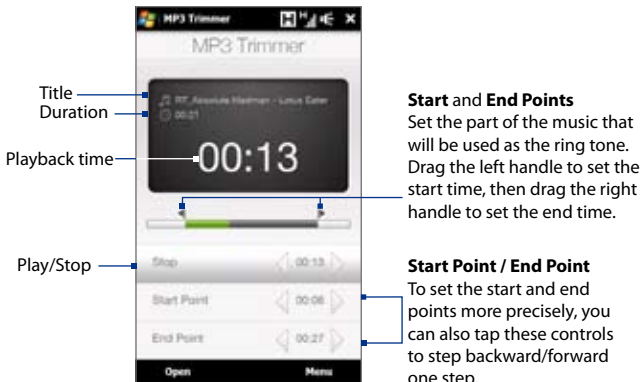 MP3 Trimmer
MP3 Trimmer
Title
RT_Absolute Madman - Lotus Eater
Duration
00:21
Playback time
00:13
Start and End Points
Set the part of the music that
will be used as the ring tone.
Drag the left handle to set the
start time, then drag the right
handle to set the end time.
Play/Stop
Stop
00:13
Start Point
00:06
End Point
00:27
Open
Menu
Start Point / End Point
To set the start and end
points more precisely, you
can also tap these controls
to step backward/forward
one step